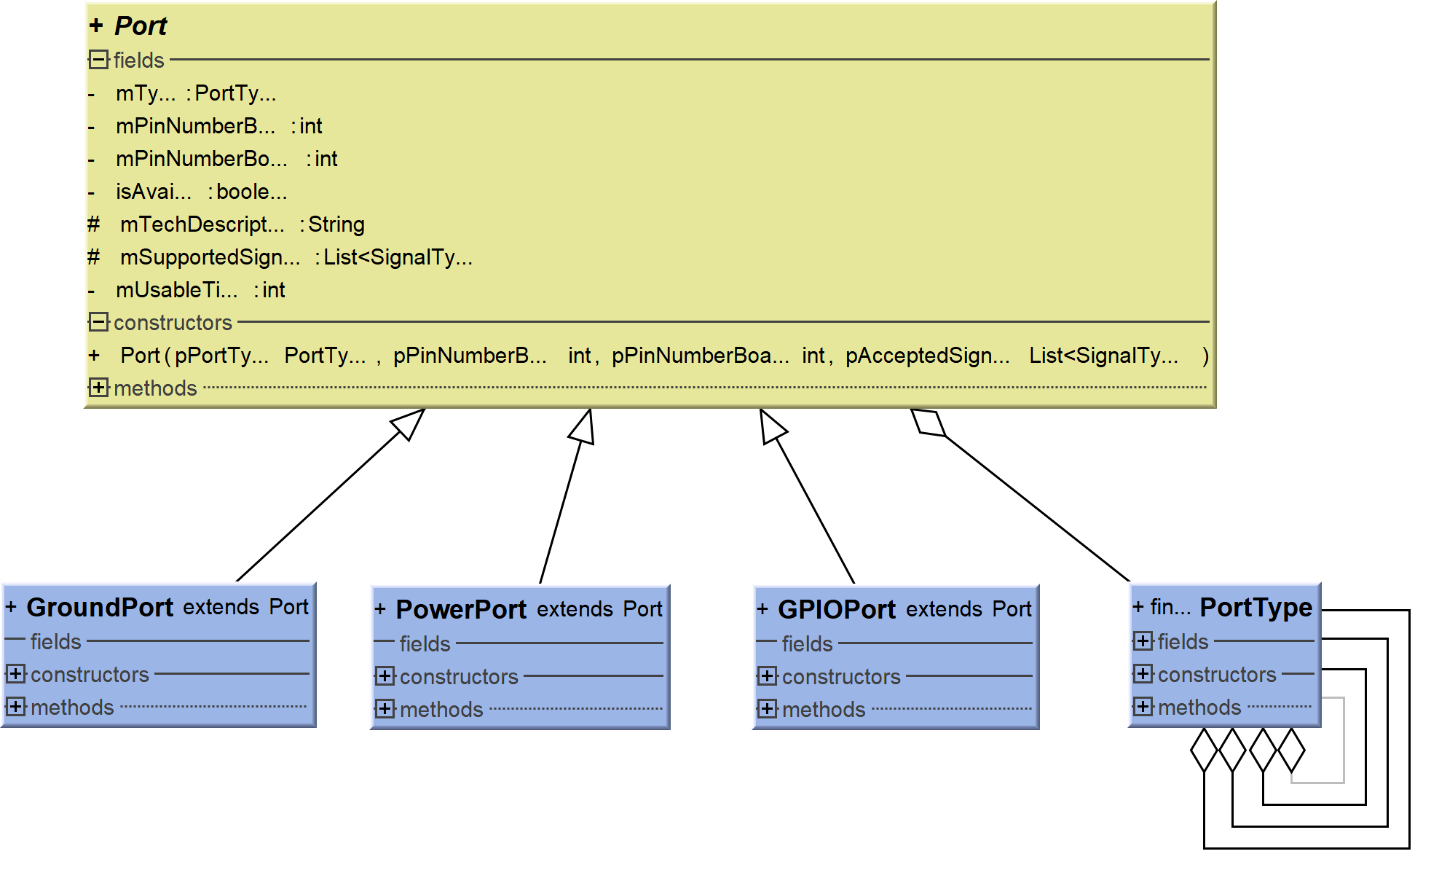 + Port
fields
- mTy... :PortTy...
- mPinNumberB... :int
- mPinNumberBo... :int
- isAvai... :boole...
# mTechDescript... :String
# mSupportedSign... :List<SignalTy...
- mUsableTi... :int
constructors
+ Port(pPortTy... PortTy... , pPinNumberB... int, pPinNumberBoa... int, pAcceptedSign... List<SignalTy... )
methods
+ GroundPort extends Port
fields
constructors
methods
+ PowerPort extends Port
fields
constructors
methods
+ GPIOPort extends Port
fields
constructors
methods
+ fin... PortType
fields
constructors
methods